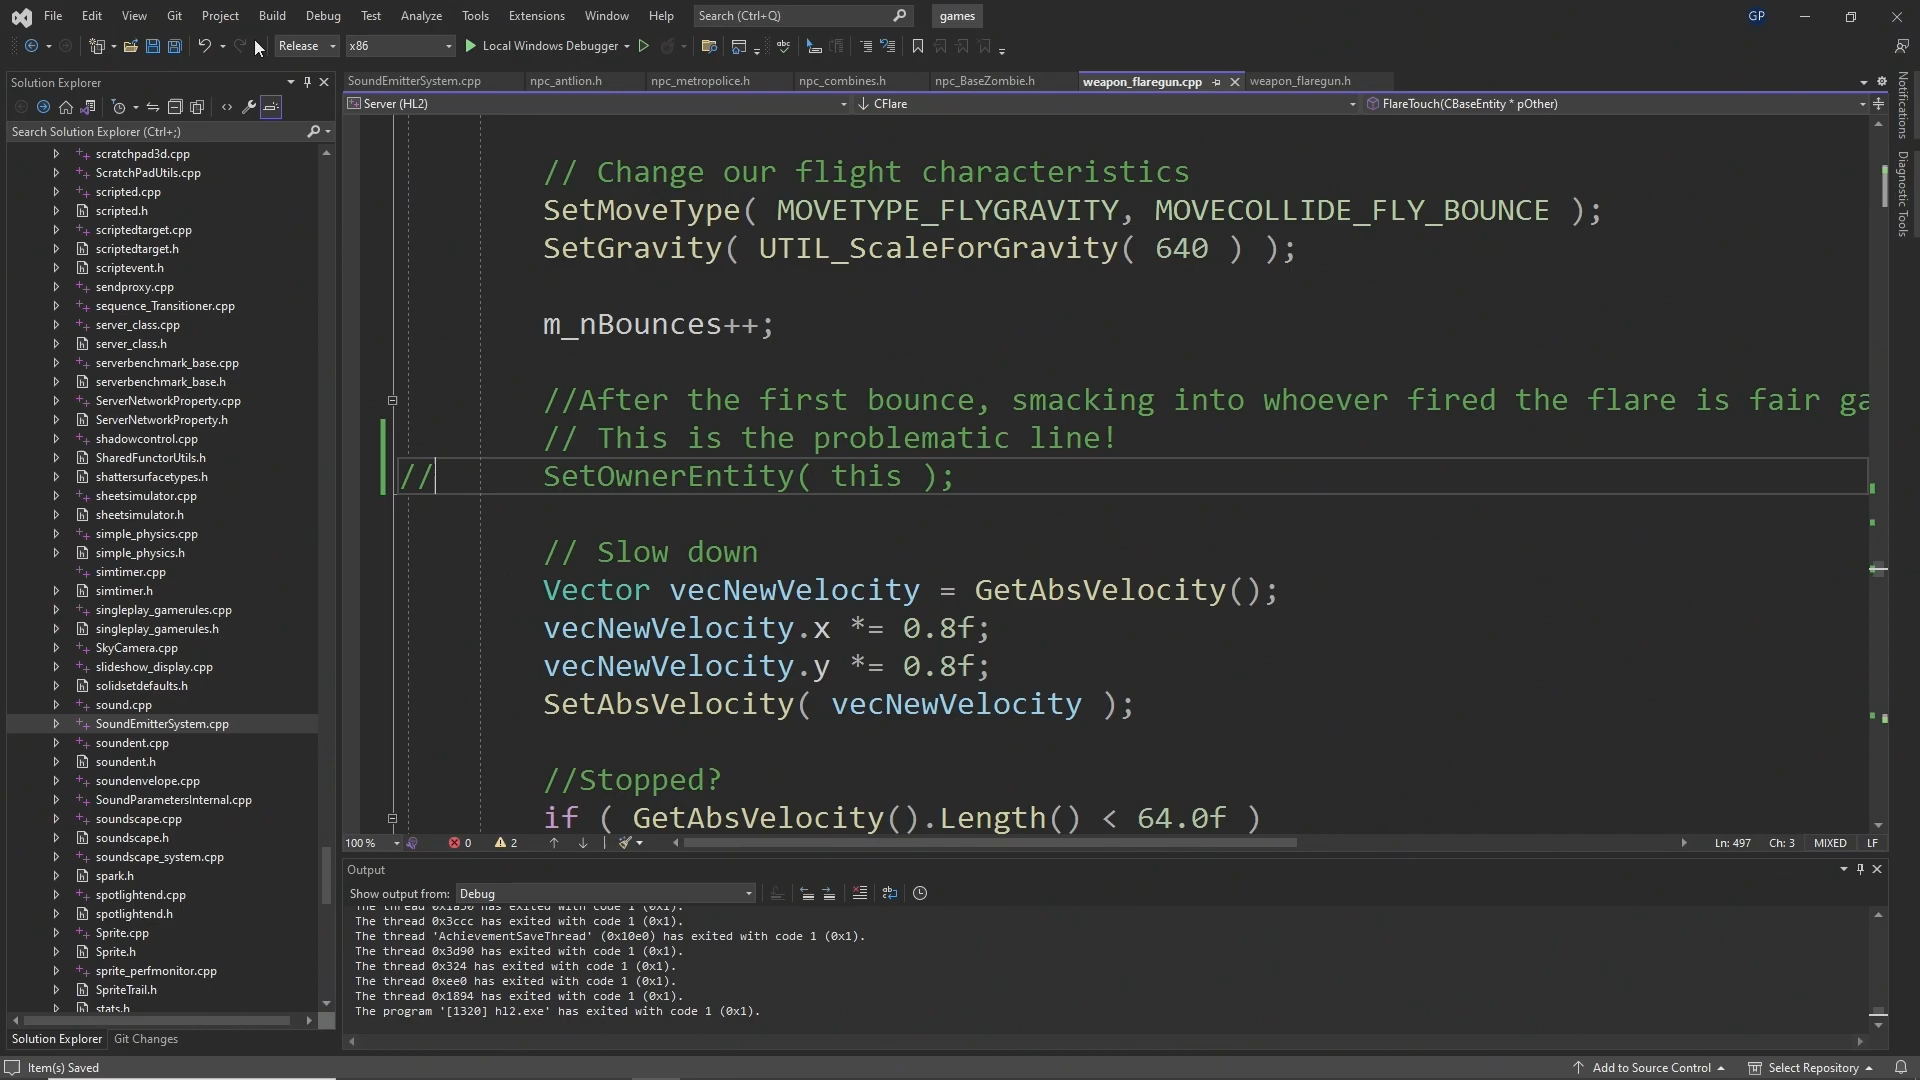 File Edit View Git Project Build Debug Test Analyze Tools Extensions Window Help Search (Ctrl+Q) games GP
Release x86 Local Windows Debugger
Solution Explorer
Search Solution Explorer (Ctrl+;)
scratchpad3d.cpp
ScratchPadUtils.cpp
scripted.cpp
scripted.h
scriptedtarget.cpp
scriptedtarget.h
scriptevent.h
sendproxy.cpp
sequence_Transitioner.cpp
server_class.cpp
server_class.h
serverbenchmark_base.cpp
serverbenchmark_base.h
ServerNetworkProperty.cpp
ServerNetworkProperty.h
shadowcontrol.cpp
SharedFunctorUtils.h
shattersurfacetypes.h
sheetsimulator.cpp
sheetsimulator.h
simple_physics.cpp
simple_physics.h
simtimer.cpp
simtimer.h
singleplay_gamerules.cpp
singleplay_gamerules.h
SkyCamera.cpp
slideshow_display.cpp
solidsetdefaults.h
sound.cpp
SoundEmitterSystem.cpp
soundent.cpp
soundent.h
soundenvelope.cpp
SoundParametersInternal.cpp
soundscape.cpp
soundscape.h
soundscape_system.cpp
spark.h
spotlightend.cpp
spotlightend.h
Sprite.cpp
Sprite.h
sprite_perfmonitor.cpp
SpriteTrail.h
stats.h
Solution Explorer Git Changes
SoundEmitterSystem.cpp npc_antlion.h npc_metropolice.h npc_combines.h npc_BaseZombie.h weapon_flaregun.cpp weapon_flaregun.h
Server (HL2) CFlare FlareTouch(CBaseEntity * pOther)
// Change our flight characteristics
SetMoveType( MOVETYPE_FLYGRAVITY, MOVECOLLIDE_FLY_BOUNCE );
SetGravity( UTIL_ScaleForGravity( 640 ) );
m_nBounces++;
//After the first bounce, smacking into whoever fired the flare is fair ga
// This is the problematic line!
// SetOwnerEntity( this );
// Slow down
Vector vecNewVelocity = GetAbsVelocity();
vecNewVelocity.x *= 0.8f;
vecNewVelocity.y *= 0.8f;
SetAbsVelocity( vecNewVelocity );
//Stopped?
if ( GetAbsVelocity().Length() < 64.0f )
100 % 0 2 Ln: 497 Ch: 3 MIXED LF
Output
Show output from: Debug
The thread 0x1a50 has exited with code 1 (0x1).
The thread 0x3ccc has exited with code 1 (0x1).
The thread 'AchievementSaveThread' (0x10e0) has exited with code 1 (0x1).
The thread 0x3d90 has exited with code 1 (0x1).
The thread 0x324 has exited with code 1 (0x1).
The thread 0xee0 has exited with code 1 (0x1).
The thread 0x1894 has exited with code 1 (0x1).
The program '[1320] hl2.exe' has exited with code 1 (0x1).
Notifications
Diagnostic Tools
Item(s) Saved Add to Source Control Select Repository